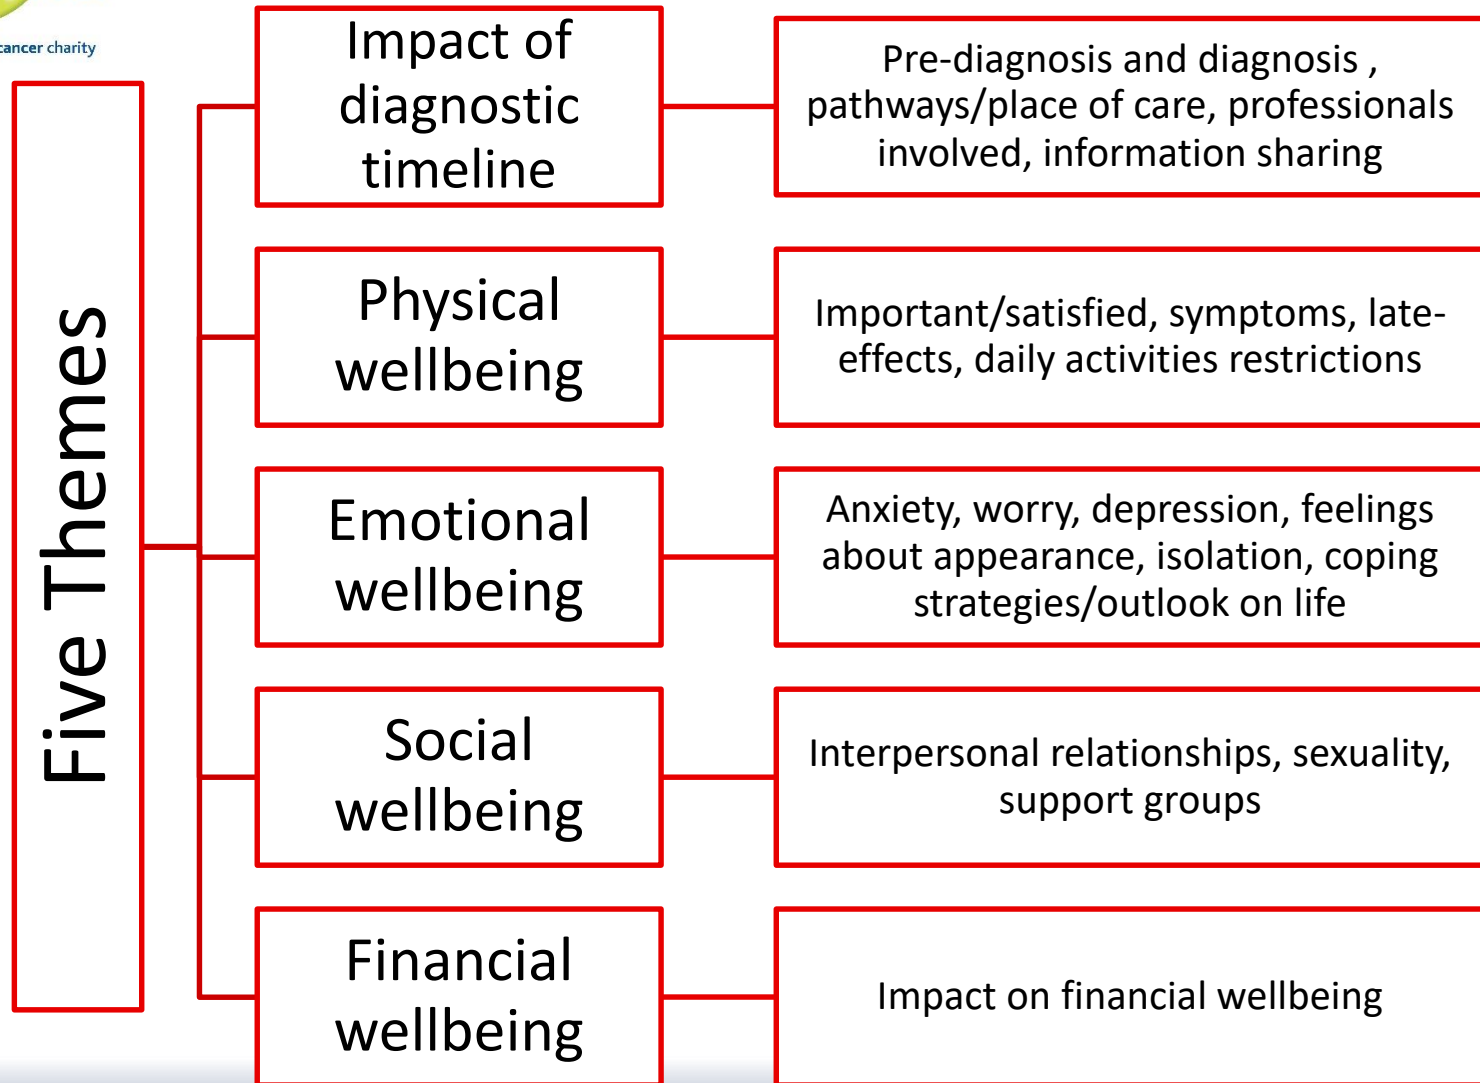 cancer charity
Five Themes
Impact of
diagnostic
timeline
Pre-diagnosis and diagnosis ,
pathways/place of care, professionals
involved, information sharing
Physical
wellbeing
Important/satisfied, symptoms, late-
effects, daily activities restrictions
Emotional
wellbeing
Anxiety, worry, depression, feelings
about appearance, isolation, coping
strategies/outlook on life
Social
wellbeing
Interpersonal relationships, sexuality,
support groups
Financial
wellbeing
Impact on financial wellbeing